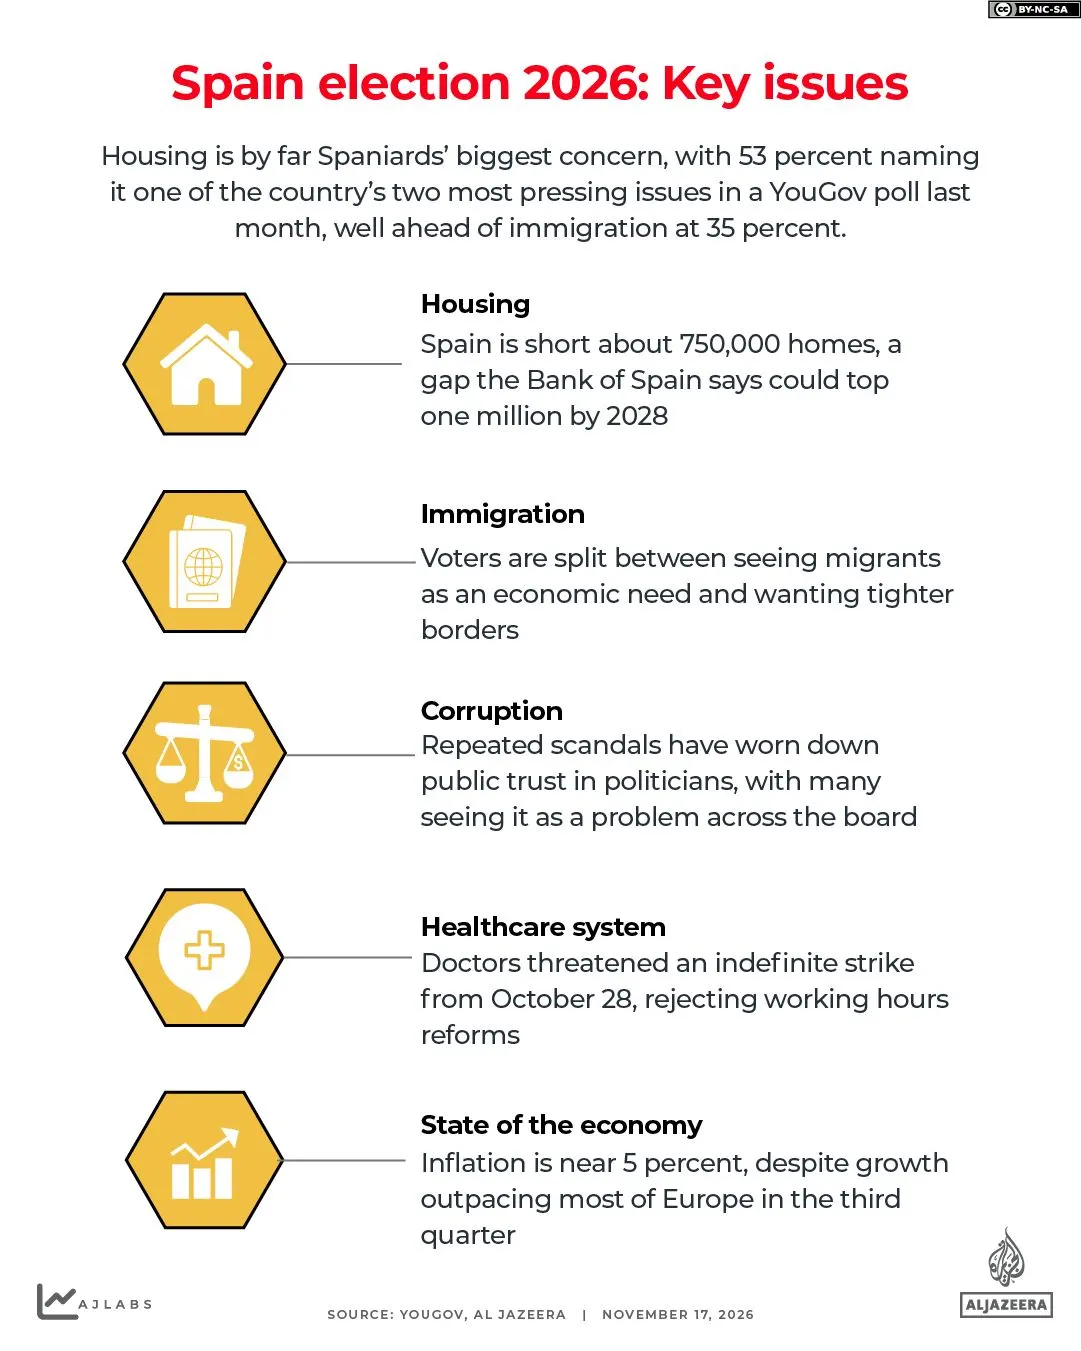 BY-NC-SA
Spain election 2026: Key issues
Housing is by far Spaniards’ biggest concern, with 53 percent naming
it one of the country’s two most pressing issues in a YouGov poll last
month, well ahead of immigration at 35 percent.
Housing
Spain is short about 750,000 homes, a
gap the Bank of Spain says could top
one million by 2028
Immigration
Voters are split between seeing migrants
as an economic need and wanting tighter
borders
Corruption
Repeated scandals have worn down
public trust in politicians, with many
seeing it as a problem across the board
$
Healthcare system
Doctors threatened an indefinite strike
from October 28, rejecting working hours
reforms
State of the economy
Inflation is near 5 percent, despite growth
outpacing most of Europe in the third
quarter
AJLABS
SOURCE: YOUGOV, AL JAZEERA | NOVEMBER 17, 2026
ALJAZEERA